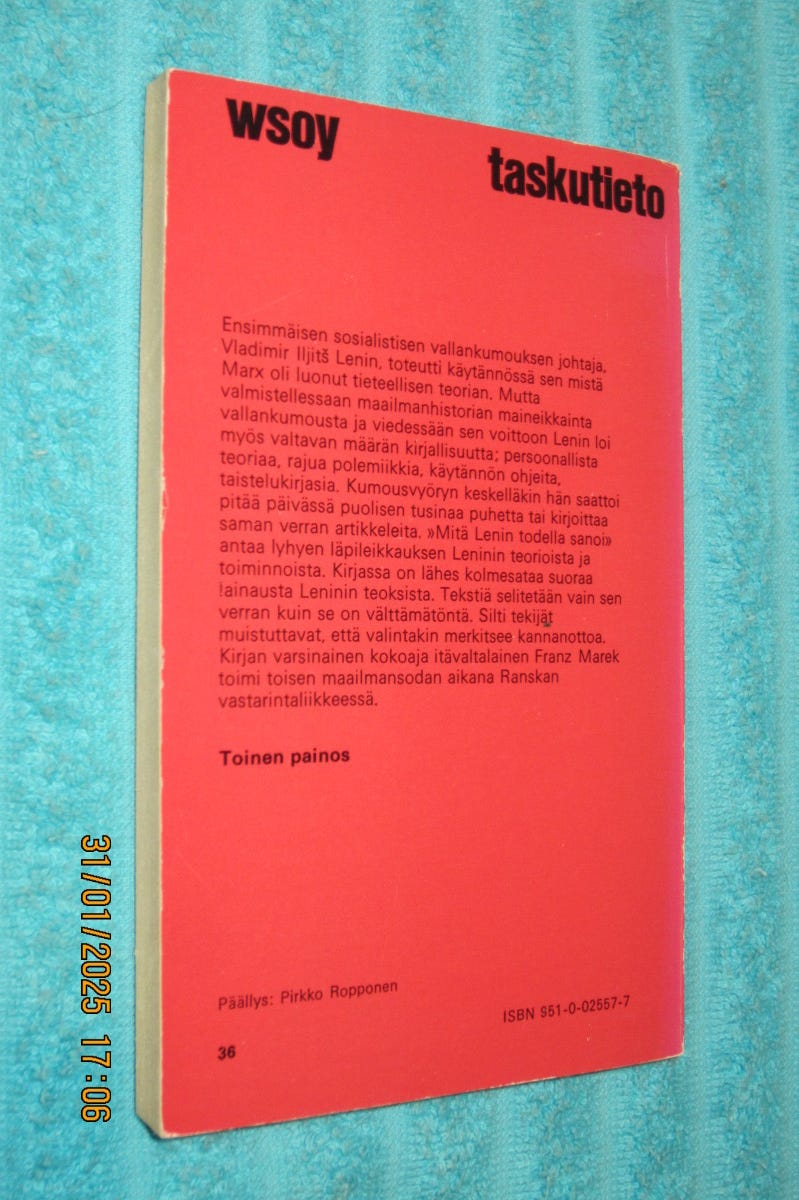 wsoy
taskutieto
Ensimmäisen sosialistisen vallankumouksen johtaja,
Vladimir Iljitš Lenin, toteutti käytännössä sen mistä
Marx oli luonut tieteellisen teorian. Mutta
valmistellessaan maailmanhistorian maineikkainta
vallankumousta ja viedessään sen voittoon Lenin loi
myös valtavan määrän kirjallisuutta; persoonallista
teoriaa, rajua polemiikkia, käytännön ohjeita,
taistelukirjasia. Kumousvyöryn keskelläkin hän saattoi
pitää päivässä puolisen tusinaa puhetta tai kirjoittaa
saman verran artikkeleita. »Mitä Lenin todella sanoi»
antaa lyhyen läpileikkauksen Leninin teorioista ja
toiminnoista. Kirjassa on lähes kolmesataa suoraa
lainausta Leninin teoksista. Tekstiä selitetään vain sen
verran kuin se on välttämätöntä. Silti tekijät
muistuttavat, että valintakin merkitsee kannanottoa.
Kirjan varsinainen kokoaja itävaltalainen Franz Marek
toimi toisen maailmansodan aikana Ranskan
vastarintaliikkeessä.
Toinen painos
Päällys: Pirkko Ropponen
ISBN 951-0-02557-7
36
31/01/2025 17:06